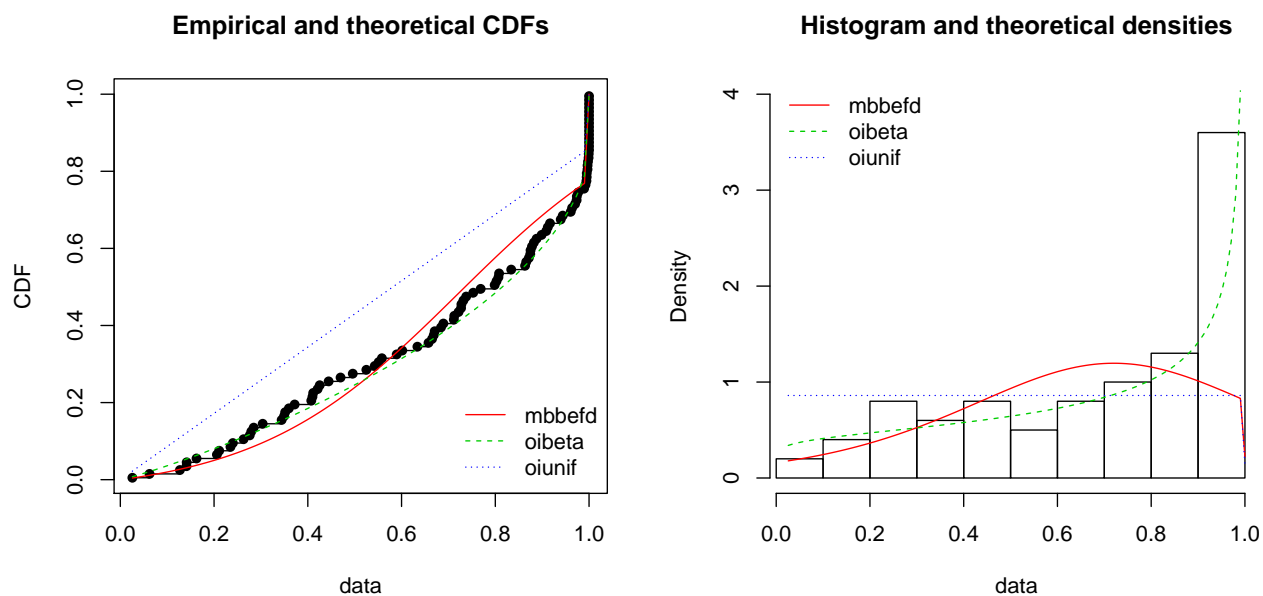 Empirical and theoretical CDFs
CDF
0.0
0.2
0.4
0.6
0.8
1.0
mbbefd
oibeta
oiunif
0.0 0.2 0.4 0.6 0.8 1.0
data
Histogram and theoretical densities
Density
0
1
2
3
4
mbbefd
oibeta
oiunif
0.0 0.2 0.4 0.6 0.8 1.0
data